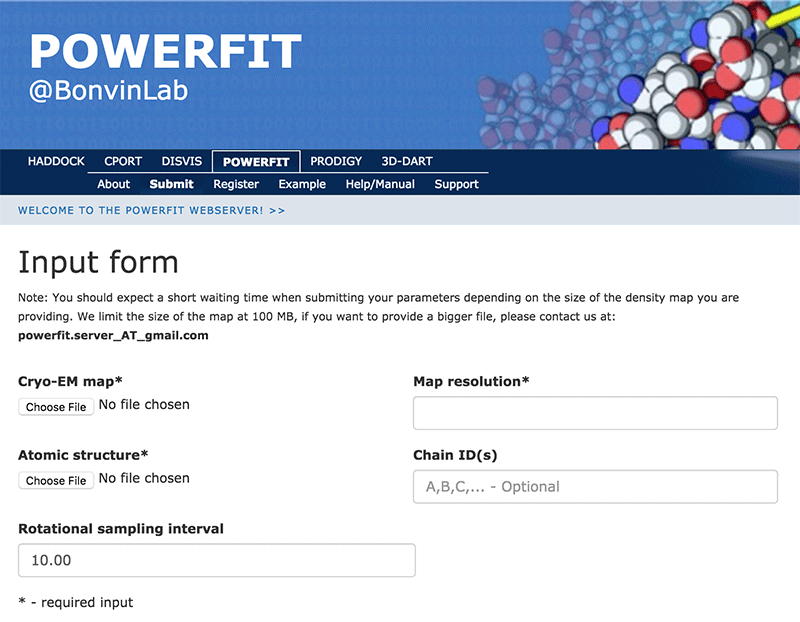 POWERFIT
@BonvinLab
HADDOCK CPORT DISVIS POWERFIT PRODIGY 3D-DART
About Submit Register Example Help/Manual Support
WELCOME TO THE POWERFIT WEBSERVER! >>
Input form
Note: You should expect a short waiting time when submitting your parameters depending on the size of the density map you are
providing. We limit the size of the map at 100 MB, if you want to provide a bigger file, please contact us at:
powerfit.server_AT_gmail.com
Cryo-EM map* Map resolution*
Choose File No file chosen
Atomic structure* Chain ID(s)
Choose File No file chosen A,B,C,... - Optional
Rotational sampling interval
10.00
* - required input